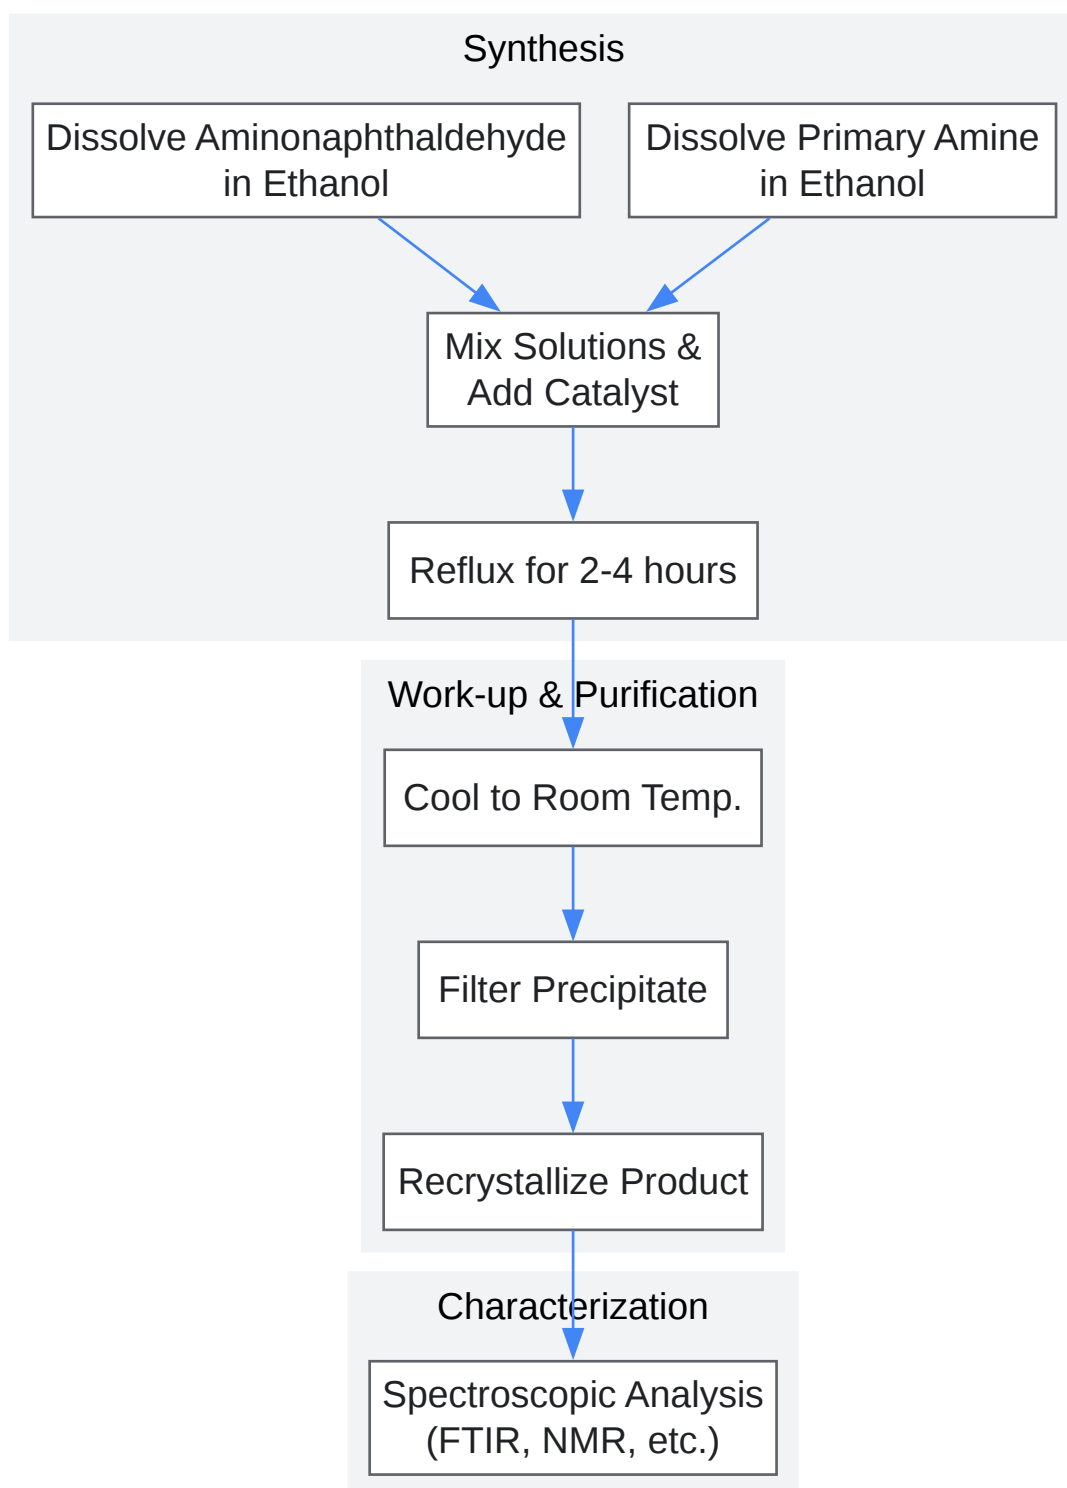 Synthesis
Dissolve Aminonaphthaldehyde
in Ethanol
Dissolve Primary Amine
in Ethanol
Mix Solutions &
Add Catalyst
Reflux for 2-4 hours
Work-up & Purification
Cool to Room Temp.
Filter Precipitate
Recrystallize Product
Characterization
Spectroscopic Analysis
(FTIR, NMR, etc.)